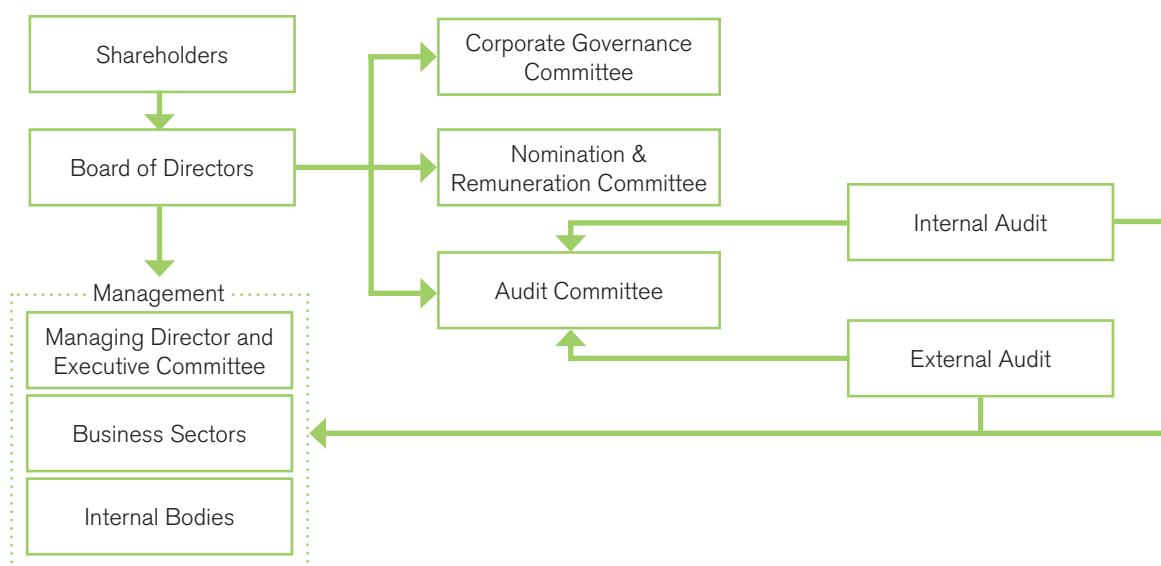 Shareholders
Board of Directors
Corporate Governance
Committee
Nomination &
Remuneration Committee
Audit Committee
Internal Audit
External Audit
Management
Managing Director and
Executive Committee
Business Sectors
Internal Bodies